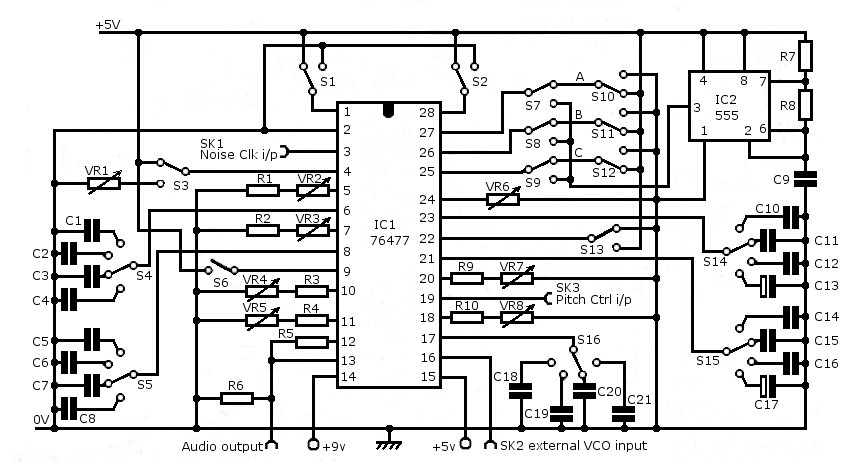 +5V
S1
S2
A
S7
S10
B
S8
S11
C
S9
S12
R7
R8
4
8
7
3
IC2
555
6
1
2
C9
SK1
Noise Clk i/p
VR1
S3
R1
VR2
R2
VR3
1
2
3
4
5
6
7
8
9
10
11
12
13
14
IC1
76477
28
27
26
25
24
23
22
21
20
19
18
17
16
15
VR6
C1
C2
C3
C4
S4
S6
VR4
R3
VR5
R4
R5
C5
C6
C7
C8
S5
R6
S13
R9
VR7
SK3
Pitch Ctrl i/p
R10
VR8
C10
C11
S14
C12
C13
C14
S15
C15
C16
C17
S16
C18
C19
C20
C21
0V
Audio output
+9v
+5v
SK2 external VCO input